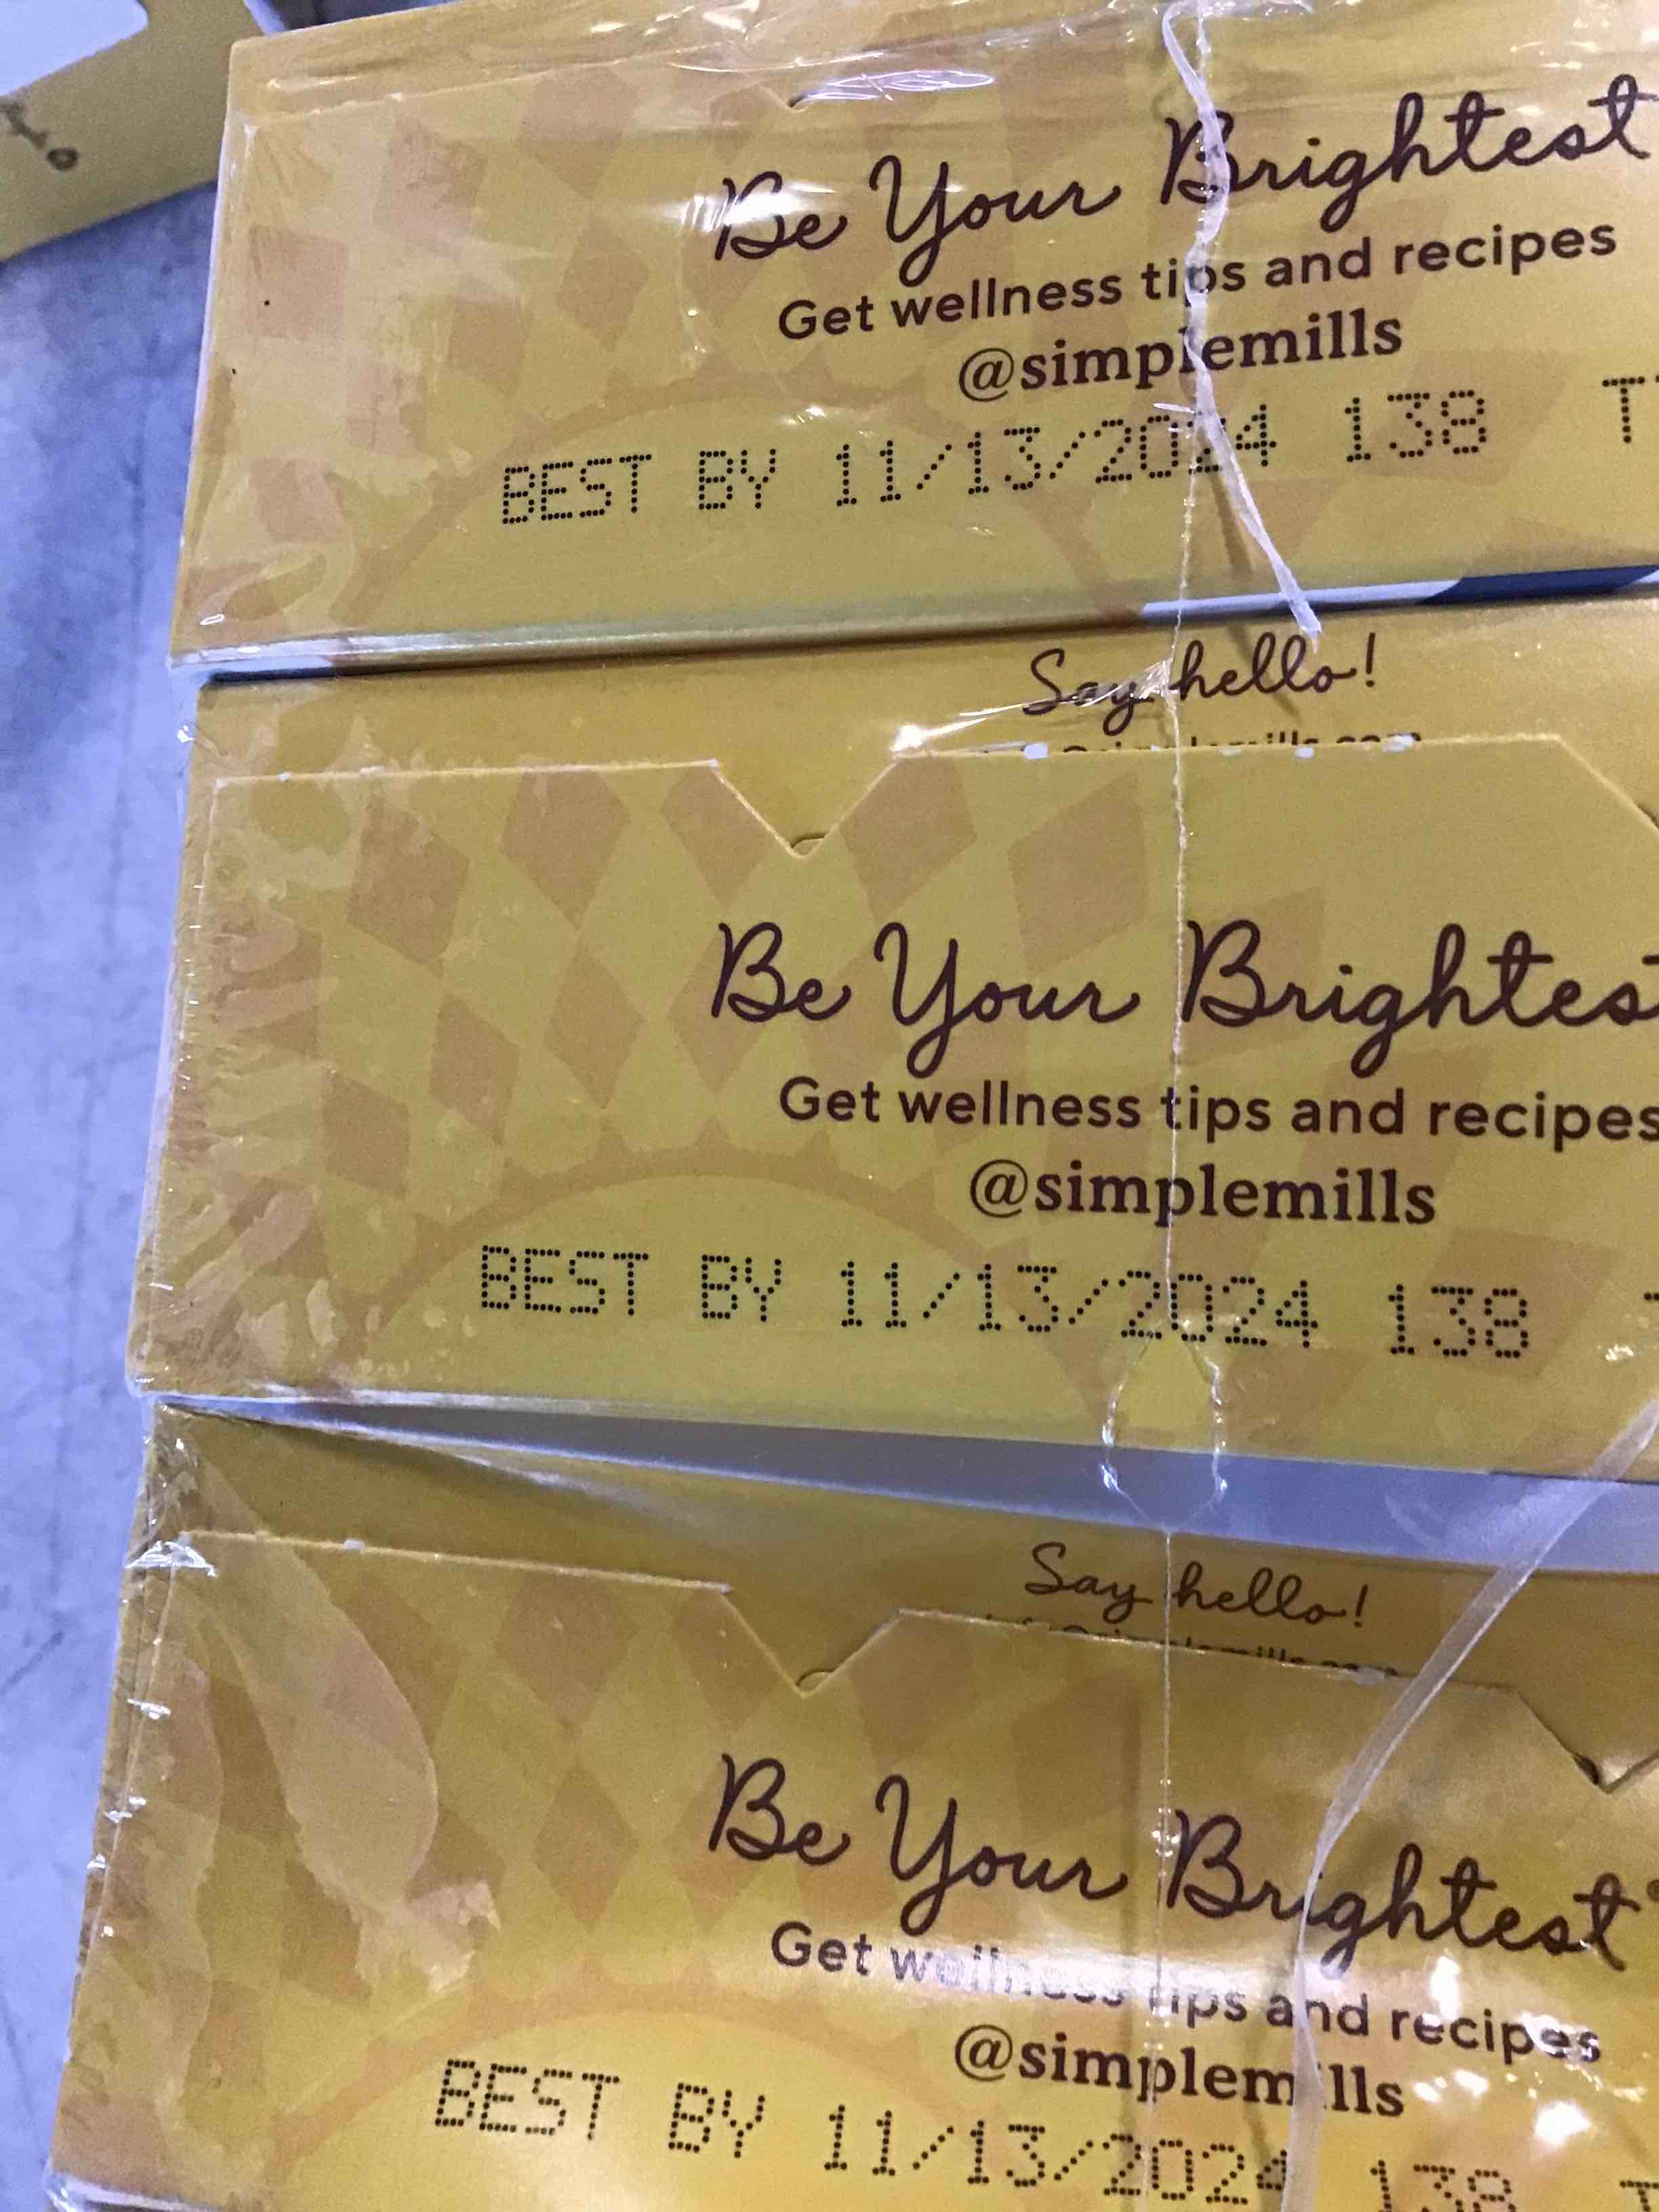 Be Your Brightest
Get wellness tips and recipes
@simplemills
BEST BY 11/13/2024 138 T
Say hello!
Be Your Brightest
Get wellness tips and recipes
@simplemills
BEST BY 11/13/2024 138
Say hello!
Be Your Brightest
Get wellness tips and recipes
@simplemills
BEST BY 11/13/2024 138 T